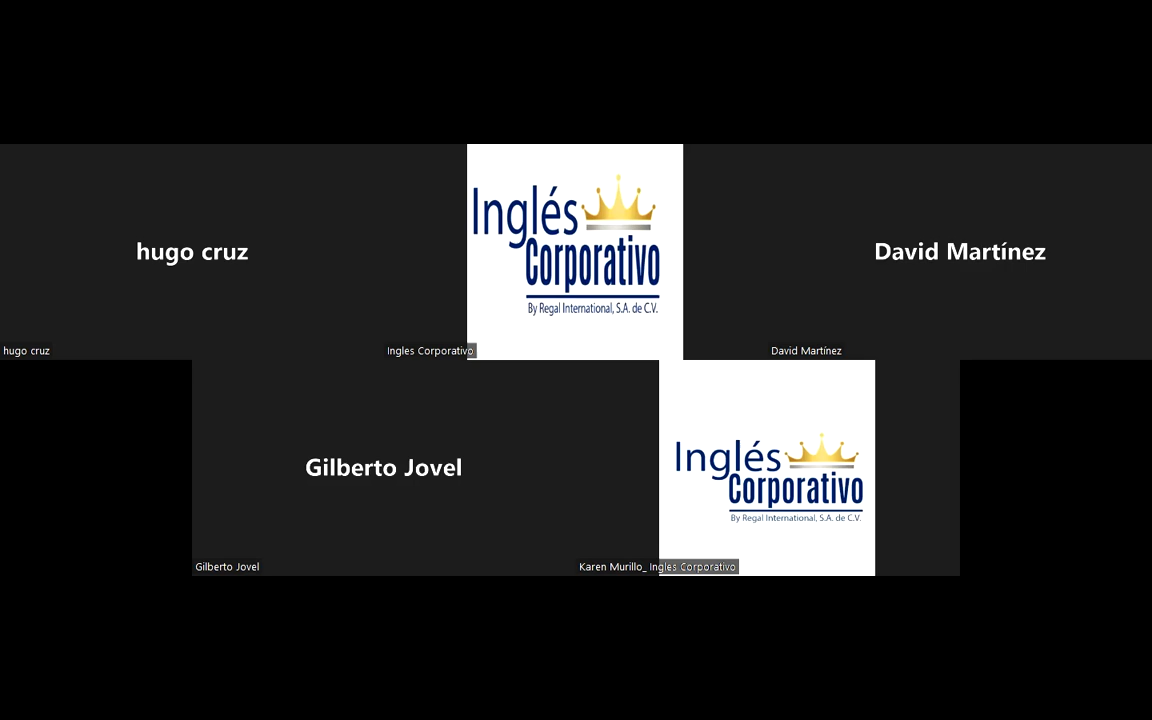 hugo cruz
Inglés
Corporativo
By Regal International, S.A. de C.V.
David Martínez
hugo cruz
Ingles Corporativo
David Martínez
Gilberto Jovel
Inglés
Corporativo
By Regal International, S.A. de C.V.
Gilberto Jovel
Karen Murillo_ Ingles Corporativo